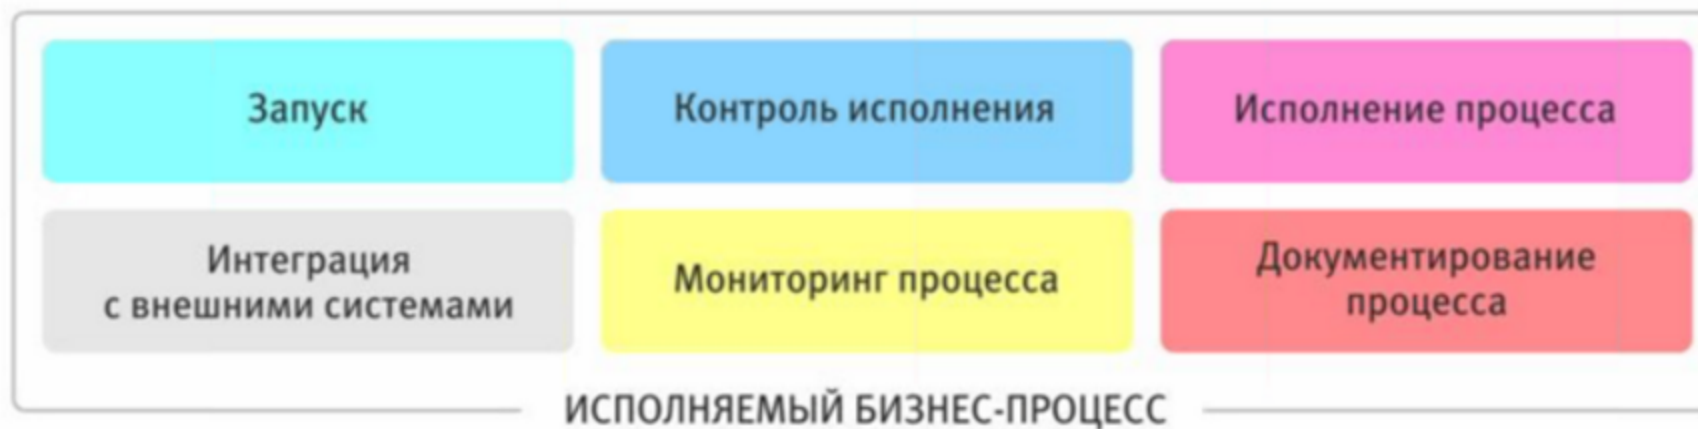 Запуск
Контроль исполнения
Исполнение процесса
Интеграция
с внешними системами
Мониторинг процесса
Документирование
процесса
ИСПОЛНЯЕМЫЙ БИЗНЕС-ПРОЦЕСС